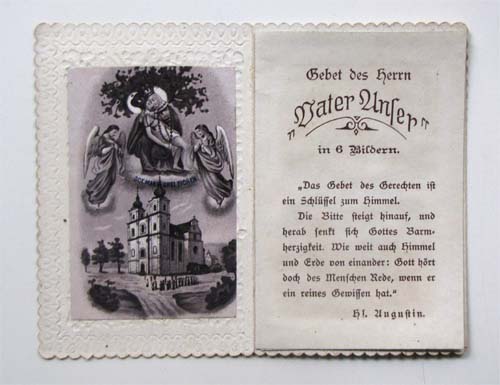 Gebet des Herrn
„Vater Unser“
in 6 Bildern.
„Das Gebet des Gerechten ist
ein Schlüssel zum Himmel.
Die Bitte steigt hinauf, und
herab senkt sich Gottes Barm-
herzigkeit. Wie weit auch Himmel
und Erde von einander: Gott hört
doch des Menschen Rede, wenn er
ein reines Gewissen hat.“
Hl. Augustin.